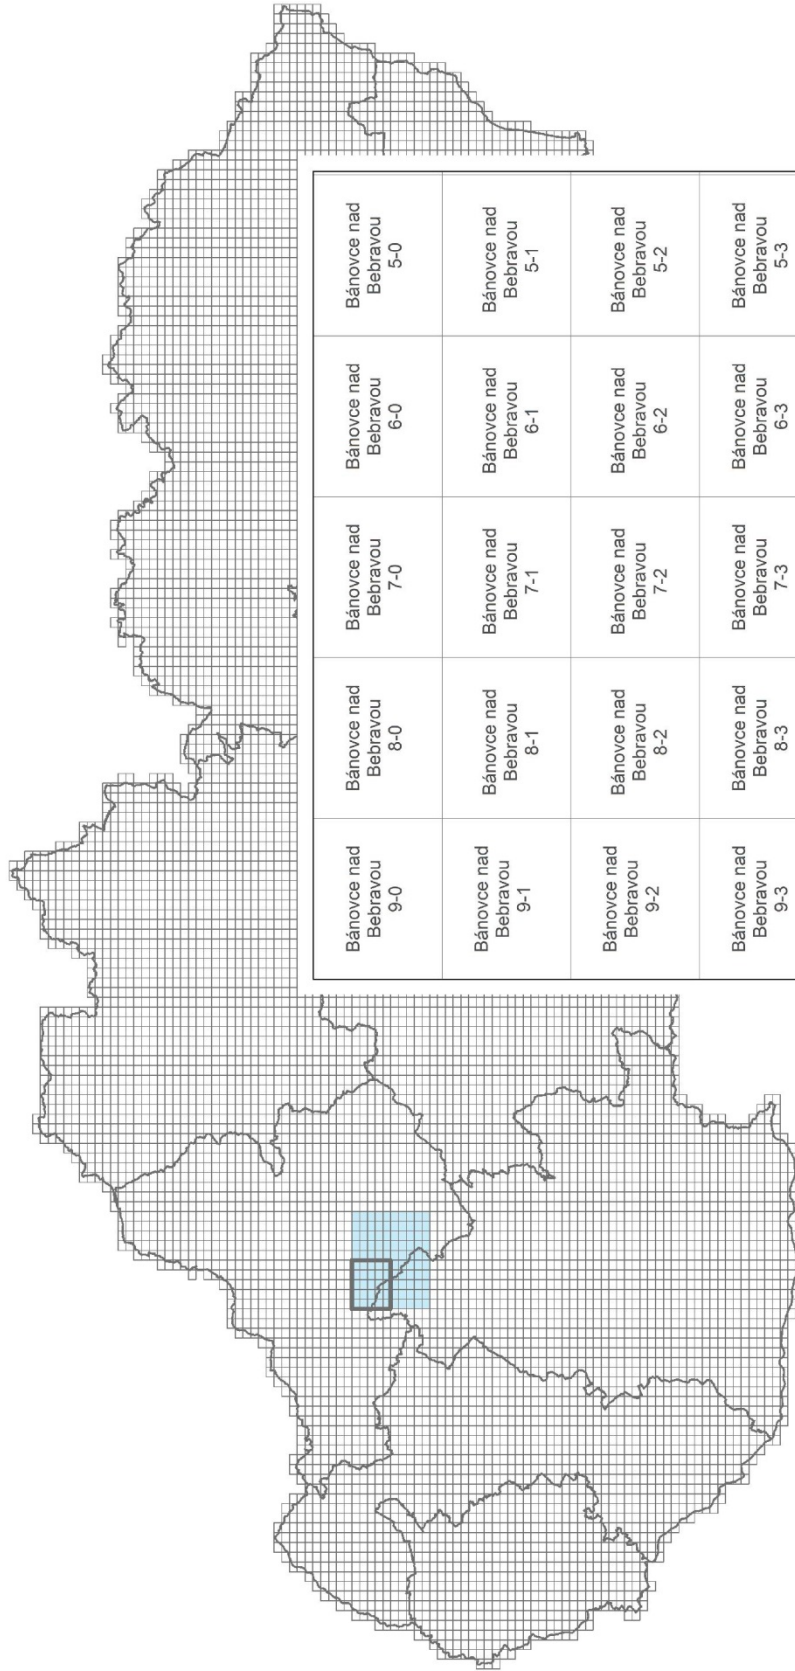 Bánovce nad
Bebravou
9-0
Bánovce nad
Bebravou
8-0
Bánovce nad
Bebravou
7-0
Bánovce nad
Bebravou
6-0
Bánovce nad
Bebravou
5-0
Bánovce nad
Bebravou
9-1
Bánovce nad
Bebravou
8-1
Bánovce nad
Bebravou
7-1
Bánovce nad
Bebravou
6-1
Bánovce nad
Bebravou
5-1
Bánovce nad
Bebravou
9-2
Bánovce nad
Bebravou
8-2
Bánovce nad
Bebravou
7-2
Bánovce nad
Bebravou
6-2
Bánovce nad
Bebravou
5-2
Bánovce nad
Bebravou
9-3
Bánovce nad
Bebravou
8-3
Bánovce nad
Bebravou
7-3
Bánovce nad
Bebravou
6-3
Bánovce nad
Bebravou
5-3